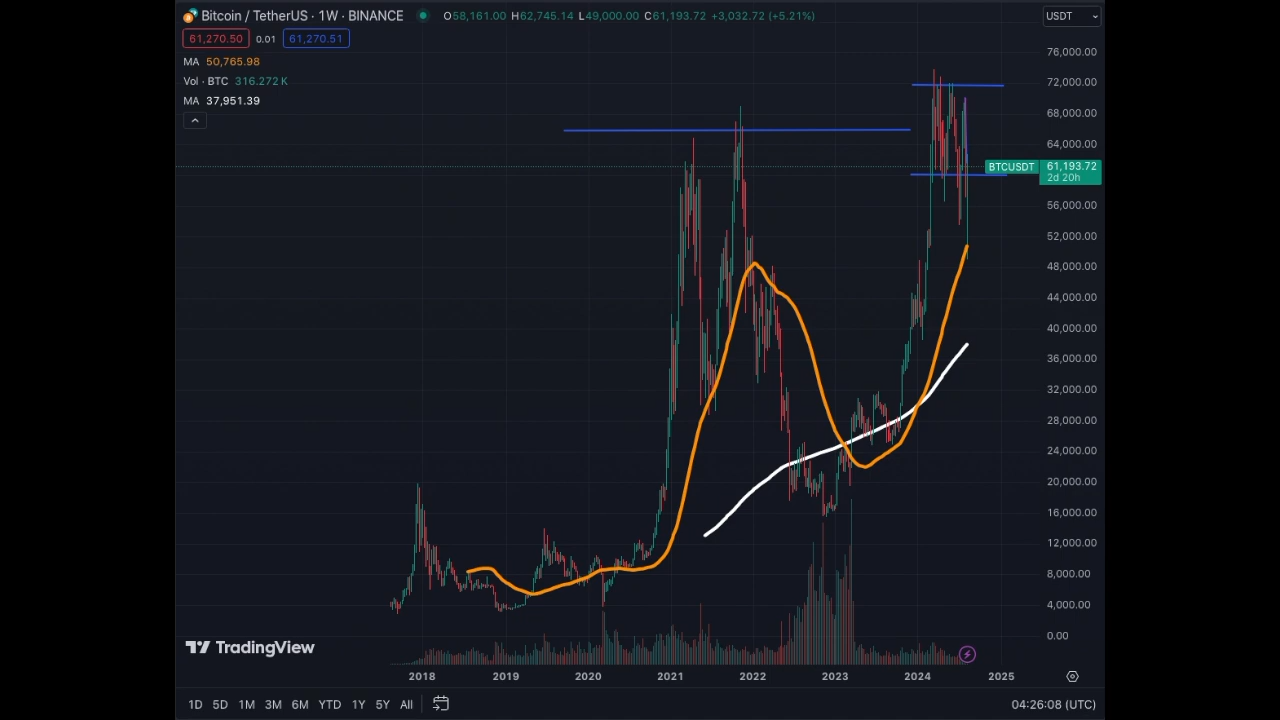 Bitcoin / TetherUS · 1W · BINANCE O58,161.00 H62,745.14 L49,000.00 C61,193.72 +3,032.72 (+5.21%) USDT
61,270.50 0.01 61,270.51
MA 50,765.98
Vol · BTC 316.272 K
MA 37,951.39
76,000.00
72,000.00
68,000.00
64,000.00
BTCUSDT 61,193.72
2d 20h
56,000.00
52,000.00
48,000.00
44,000.00
40,000.00
36,000.00
32,000.00
28,000.00
24,000.00
20,000.00
16,000.00
12,000.00
8,000.00
4,000.00
0.00
TradingView
2018 2019 2020 2021 2022 2023 2024 2025
1D 5D 1M 3M 6M YTD 1Y 5Y All 04:26:08 (UTC)